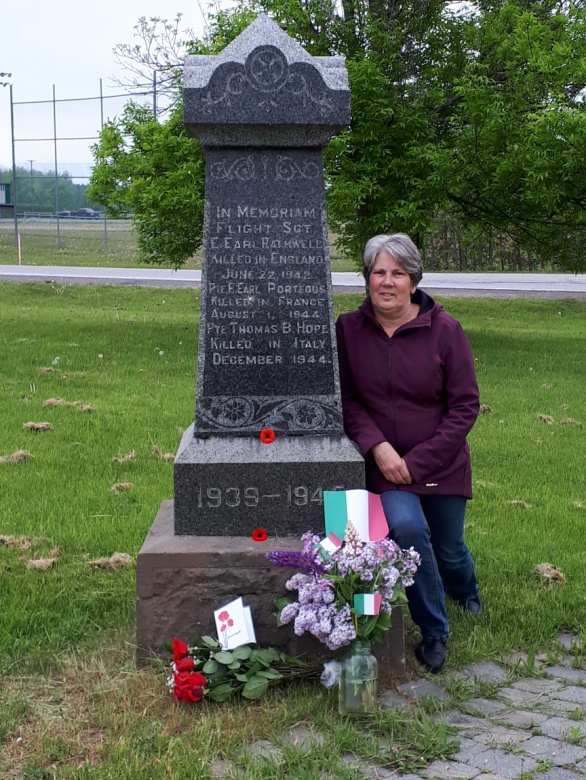 In Memoriam
Flight Sgt
E. Earl Rathwell
Killed in England
June 22, 1942.
Pte F. Earl Porteous
Killed in France
August 1, 1944.
Pte Thomas B. Hope
Killed in Italy
December 1944.
1939-194